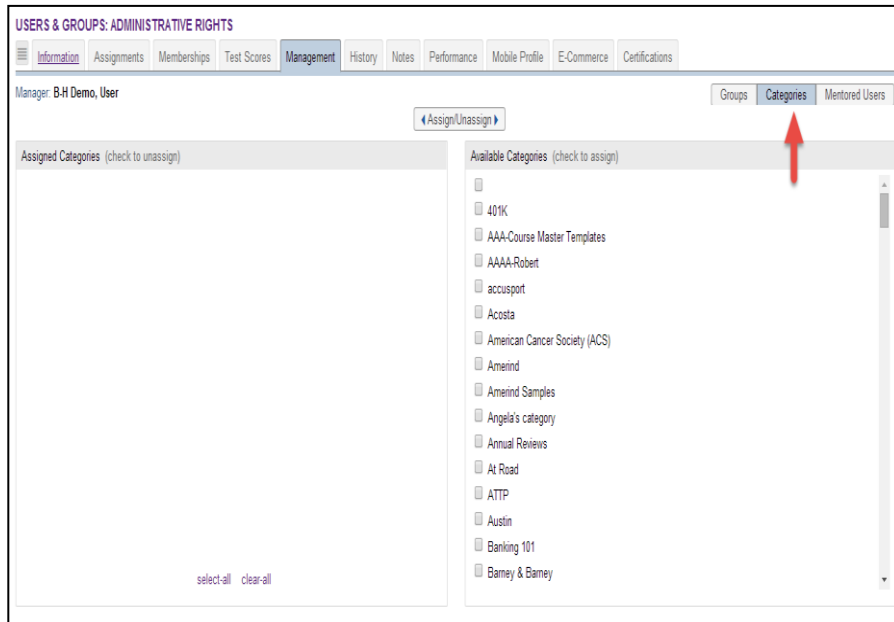 USERS & GROUPS: ADMINISTRATIVE RIGHTS
Information Assignments Memberships Test Scores Management History Notes Performance Mobile Profile E-Commerce Certifications
Manager: B-H Demo, User
Groups Categories Mentored Users
Assign/Unassign
Assigned Categories (check to unassign)
select-all clear-all
Available Categories (check to assign)
401K
AAA-Course Master Templates
AAAA-Robert
accusport
Acosta
American Cancer Society (ACS)
Amerind
Amerind Samples
Angela's category
Annual Reviews
At Road
ATTP
Austin
Banking 101
Barney & Barney